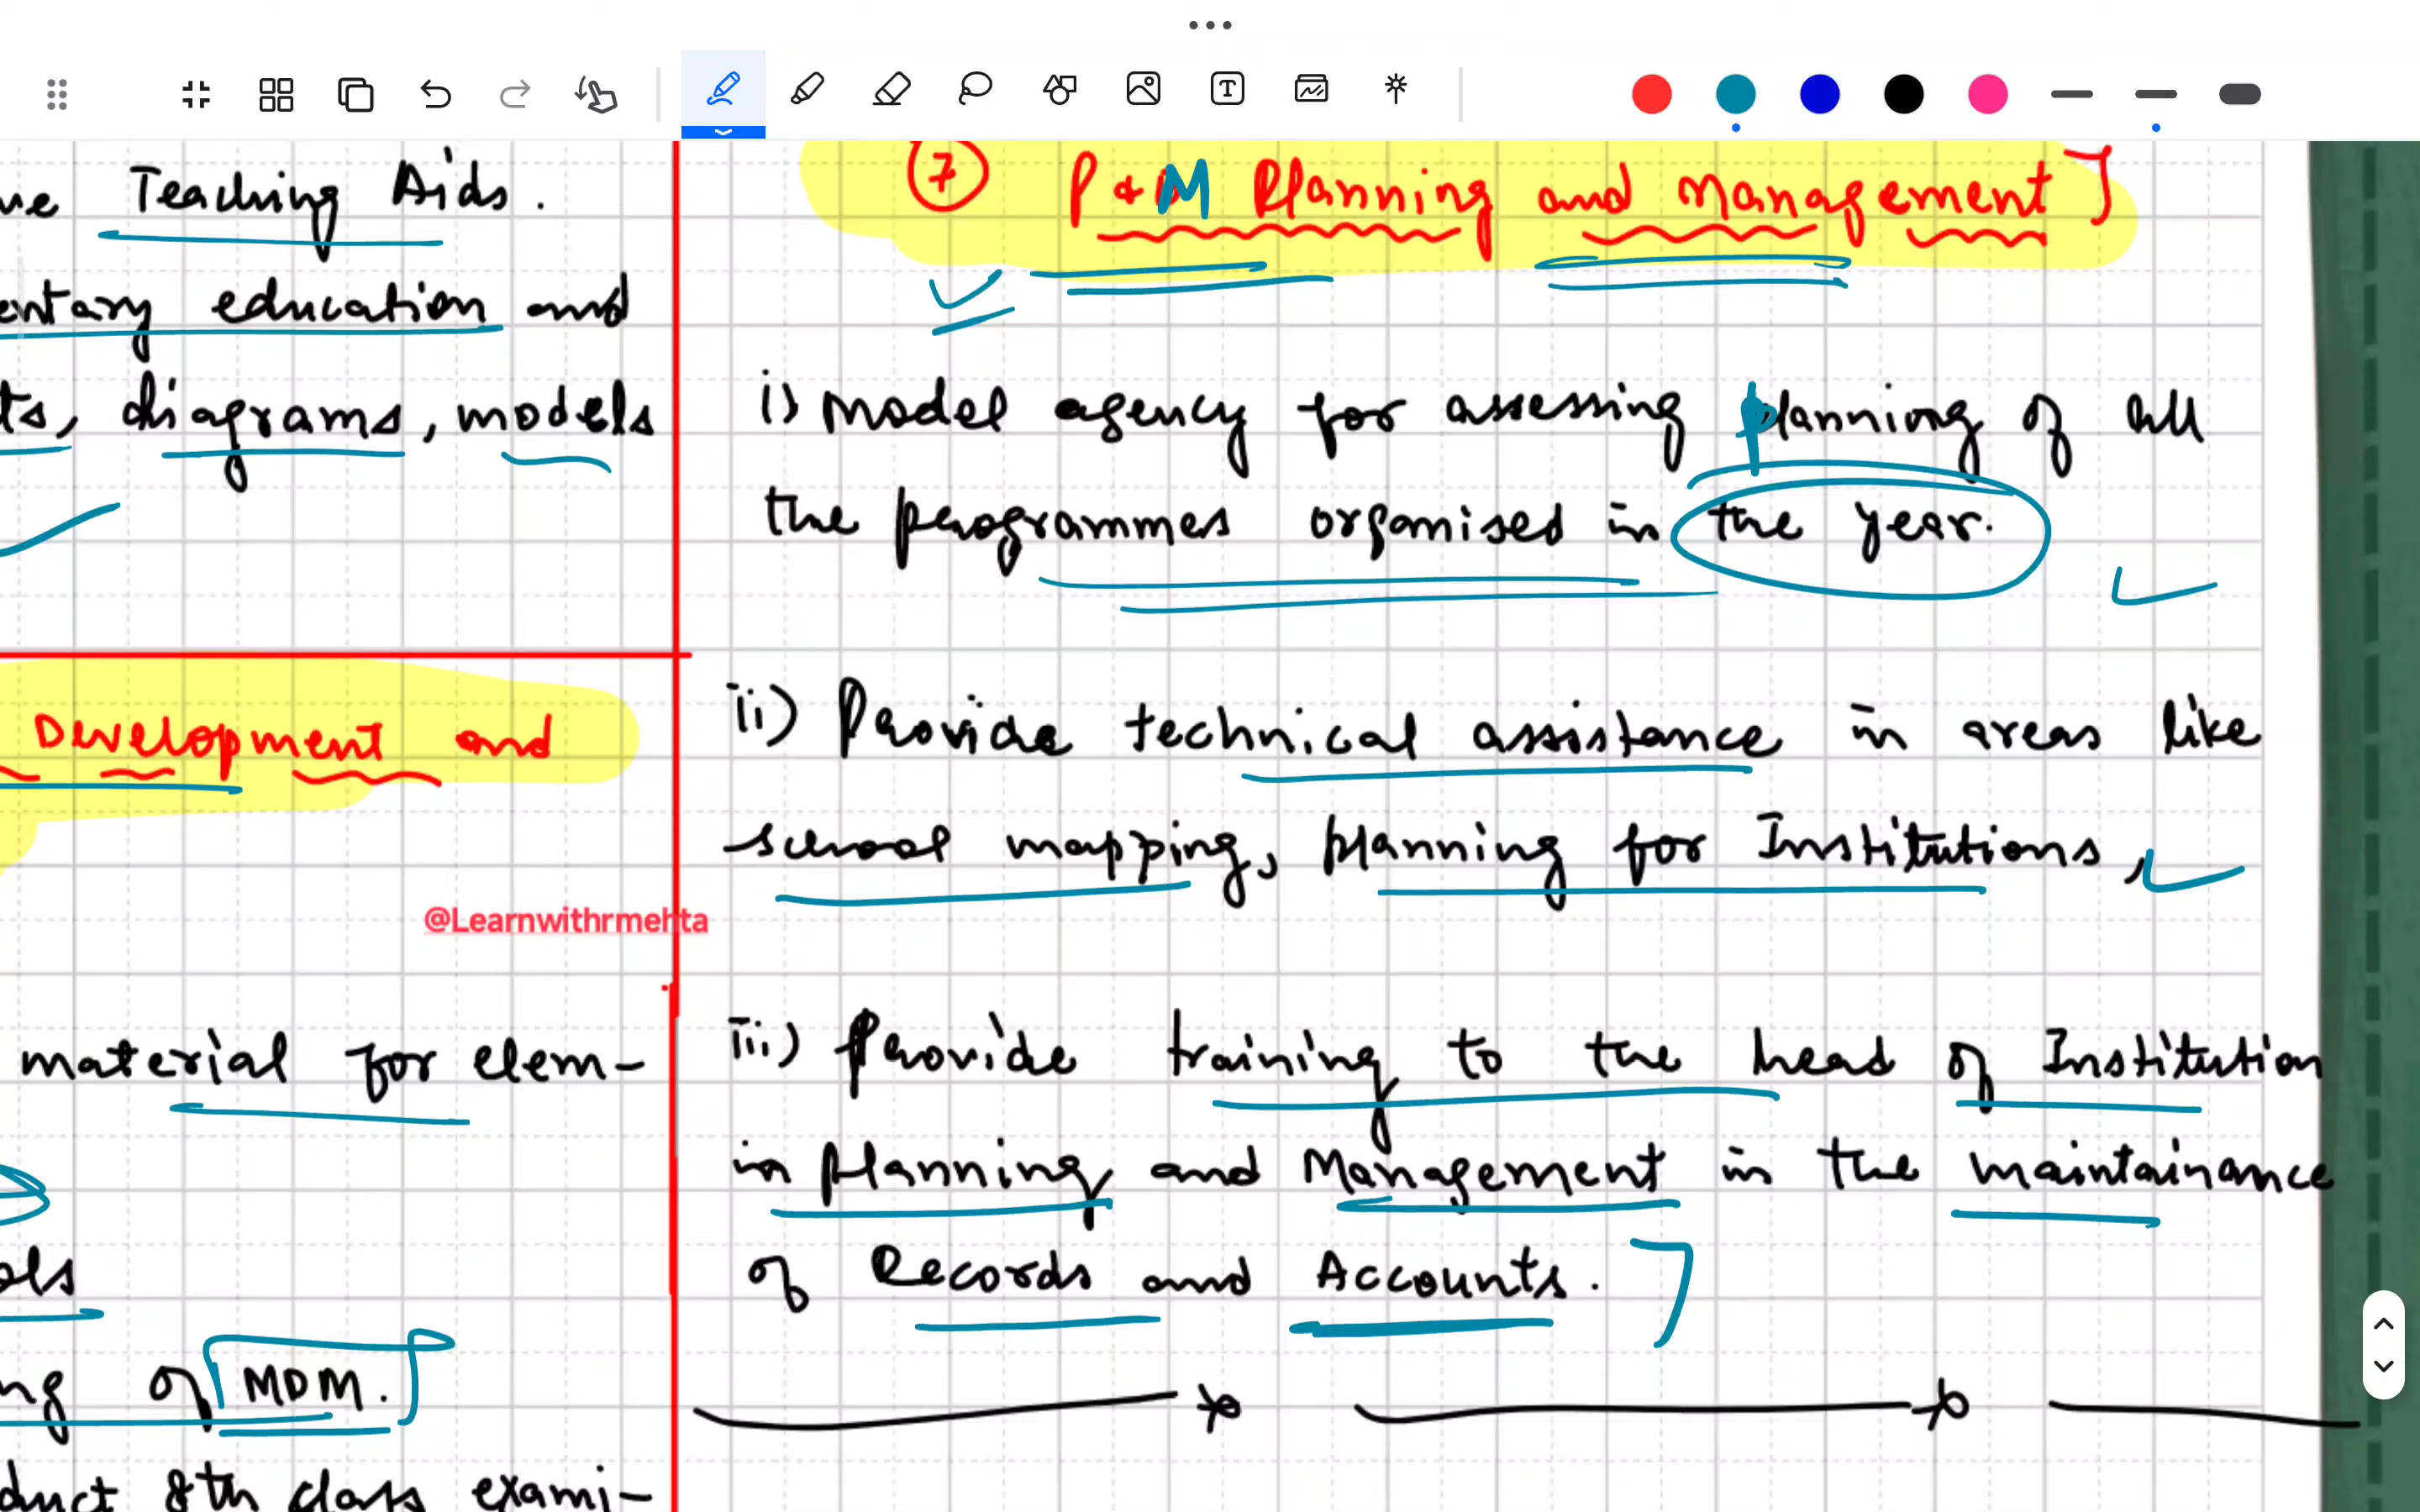 ue Teaching Aids.
entary education and
ts, diagrams, models
Development and
@Learnwithrmehta
material for elem-
ols
ng of MDM.
duct 8th class exami-
7 P & M Planning and Management ]
i) Model agency for assessing planning of all
the programmes organised in the year.
ii) Provide technical assistance in areas like
school mapping, planning for Institutions,
iii) Provide training to the head of Institution
in planning and Management in the maintainance
of Records and Accounts.